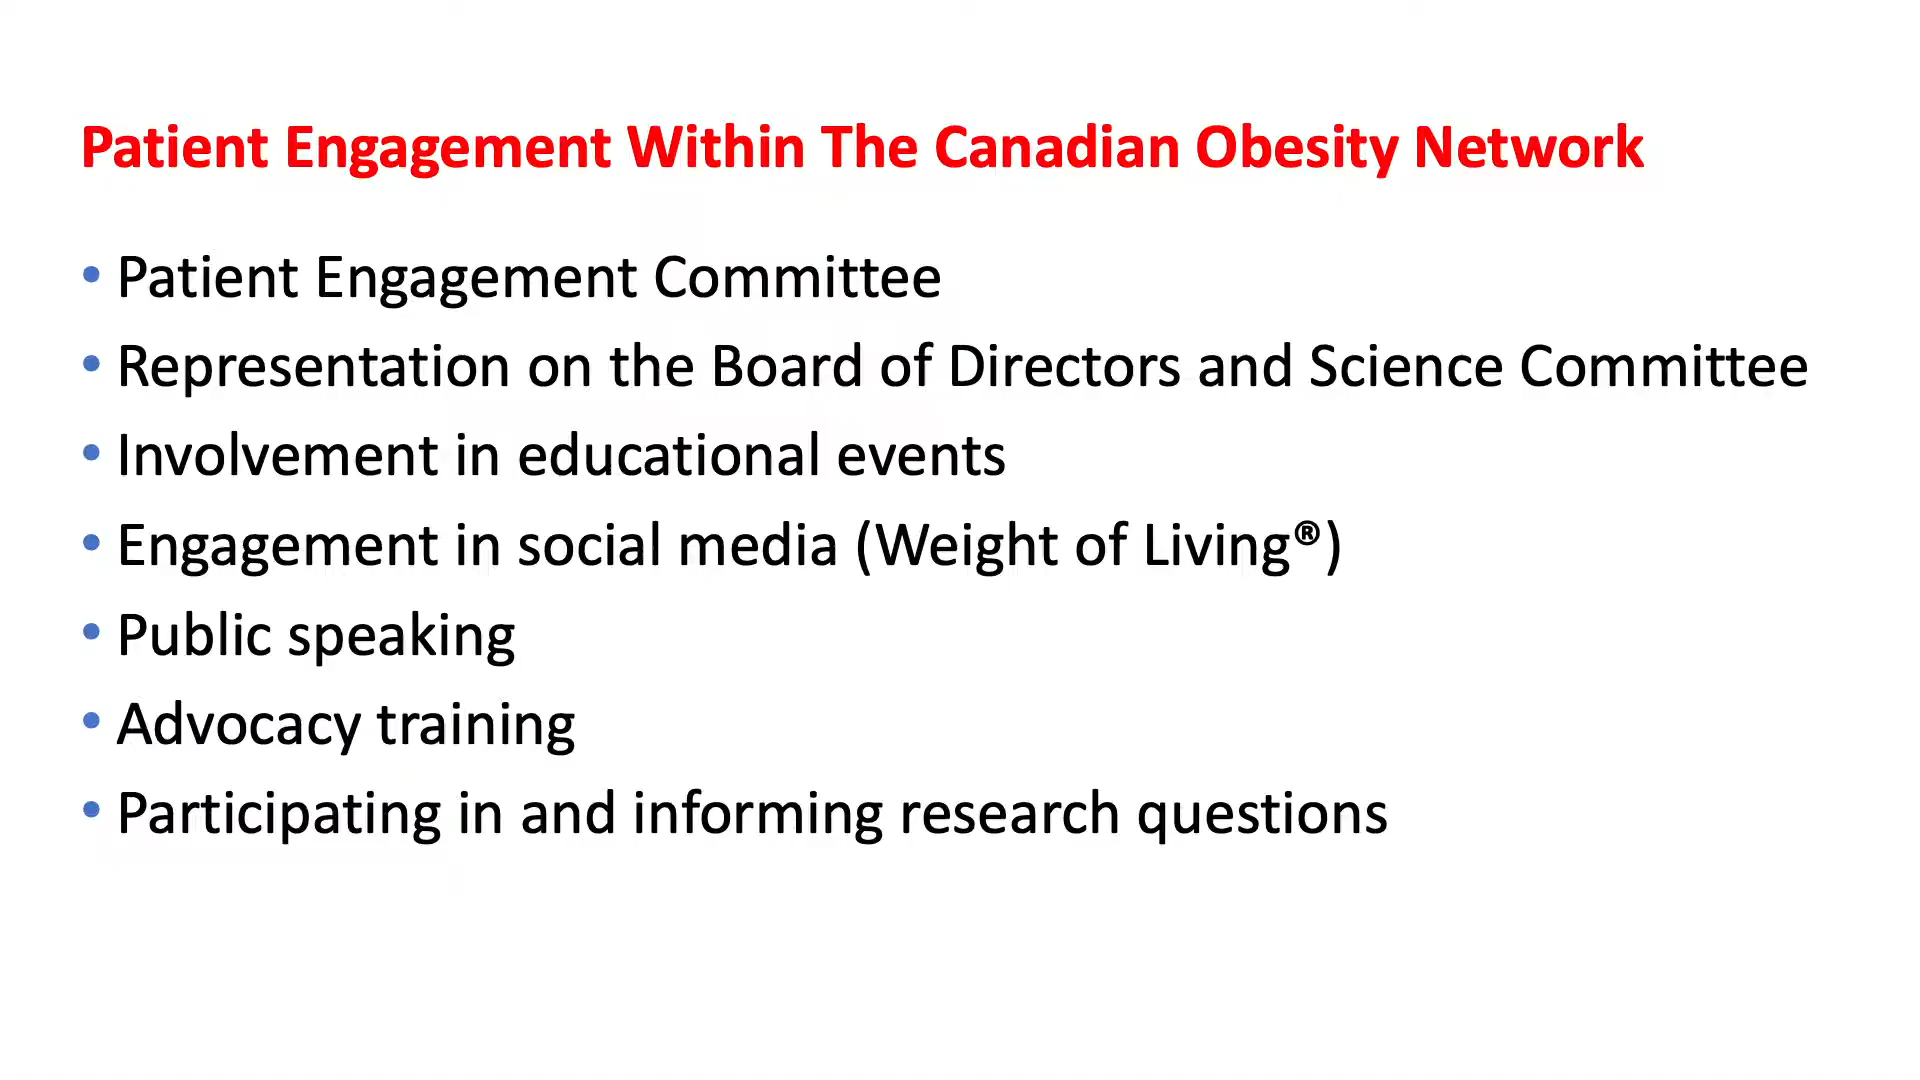 Patient Engagement Within The Canadian Obesity Network
• Patient Engagement Committee
• Representation on the Board of Directors and Science Committee
• Involvement in educational events
• Engagement in social media (Weight of Living®)
• Public speaking
• Advocacy training
• Participating in and informing research questions